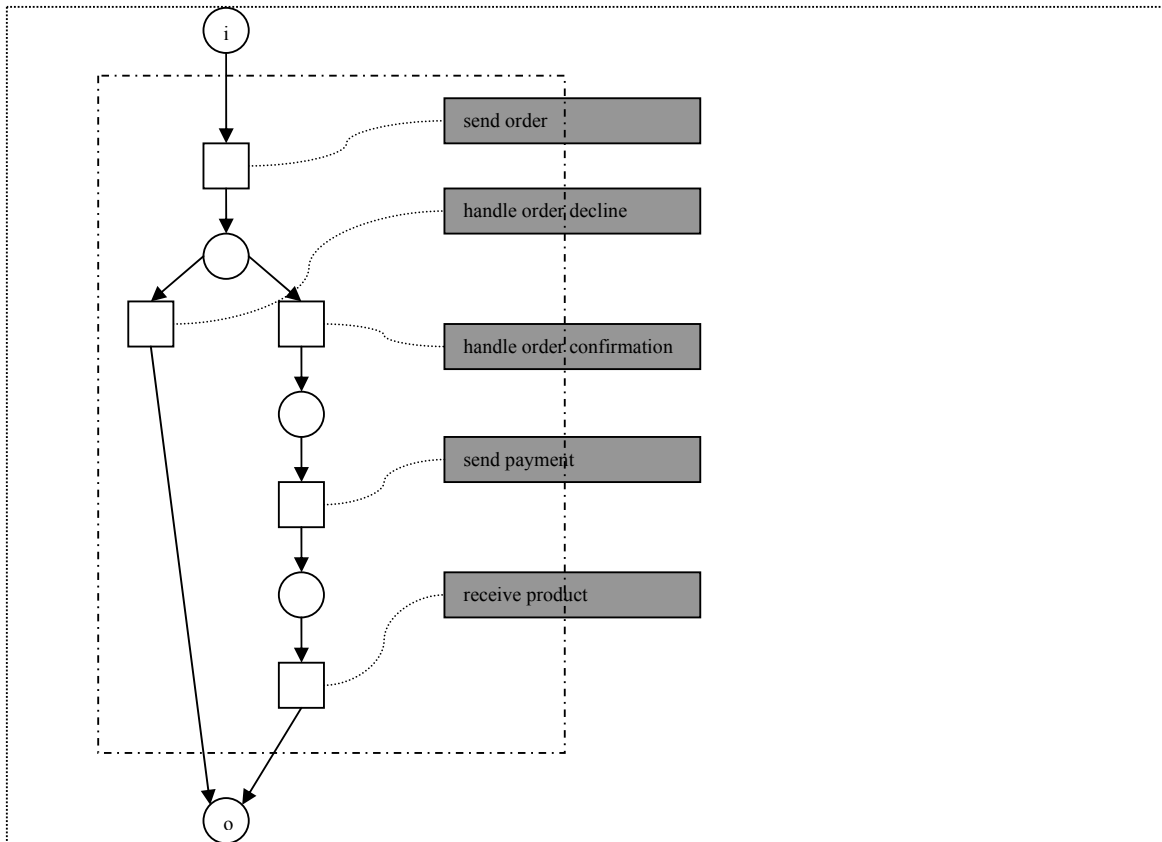 i
send order
handle order decline
handle order confirmation
send payment
receive product
o